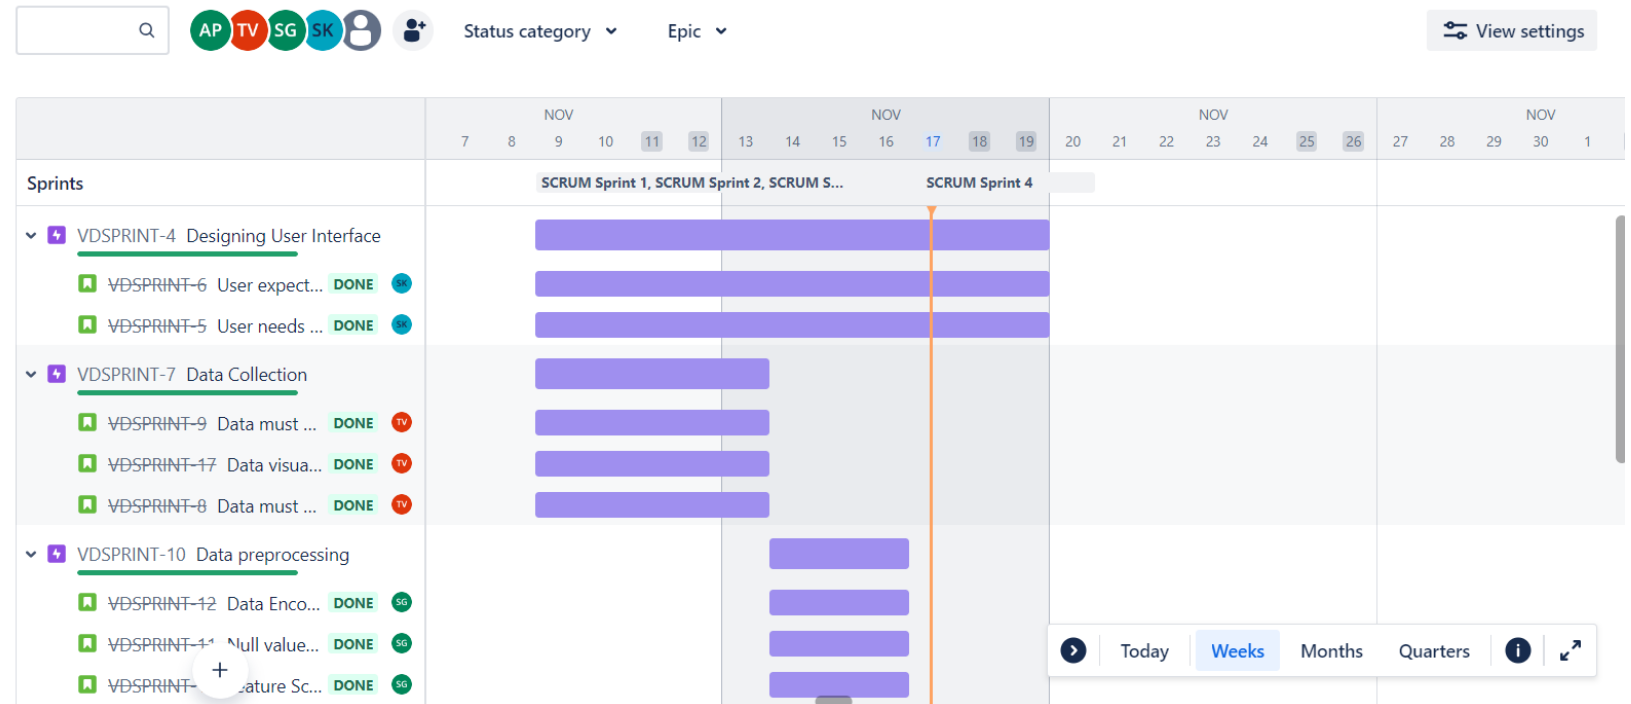 AP TV SG SK Status category Epic View settings
NOV NOV NOV NOV
7 8 9 10 11 12 13 14 15 16 17 18 19 20 21 22 23 24 25 26 27 28 29 30 1
Sprints SCRUM Sprint 1, SCRUM Sprint 2, SCRUM S... SCRUM Sprint 4
VDSPRINT-4 Designing User Interface
VDSPRINT-6 User expect... DONE SK
VDSPRINT-5 User needs ... DONE SK
VDSPRINT-7 Data Collection
VDSPRINT-9 Data must ... DONE TV
VDSPRINT-17 Data visua... DONE TV
VDSPRINT-8 Data must ... DONE TV
VDSPRINT-10 Data preprocessing
VDSPRINT-12 Data Enco... DONE SG
VDSPRINT-11 Null value... DONE SG
Today Weeks Months Quarters
VDSPRINT- eature Sc... DONE SG